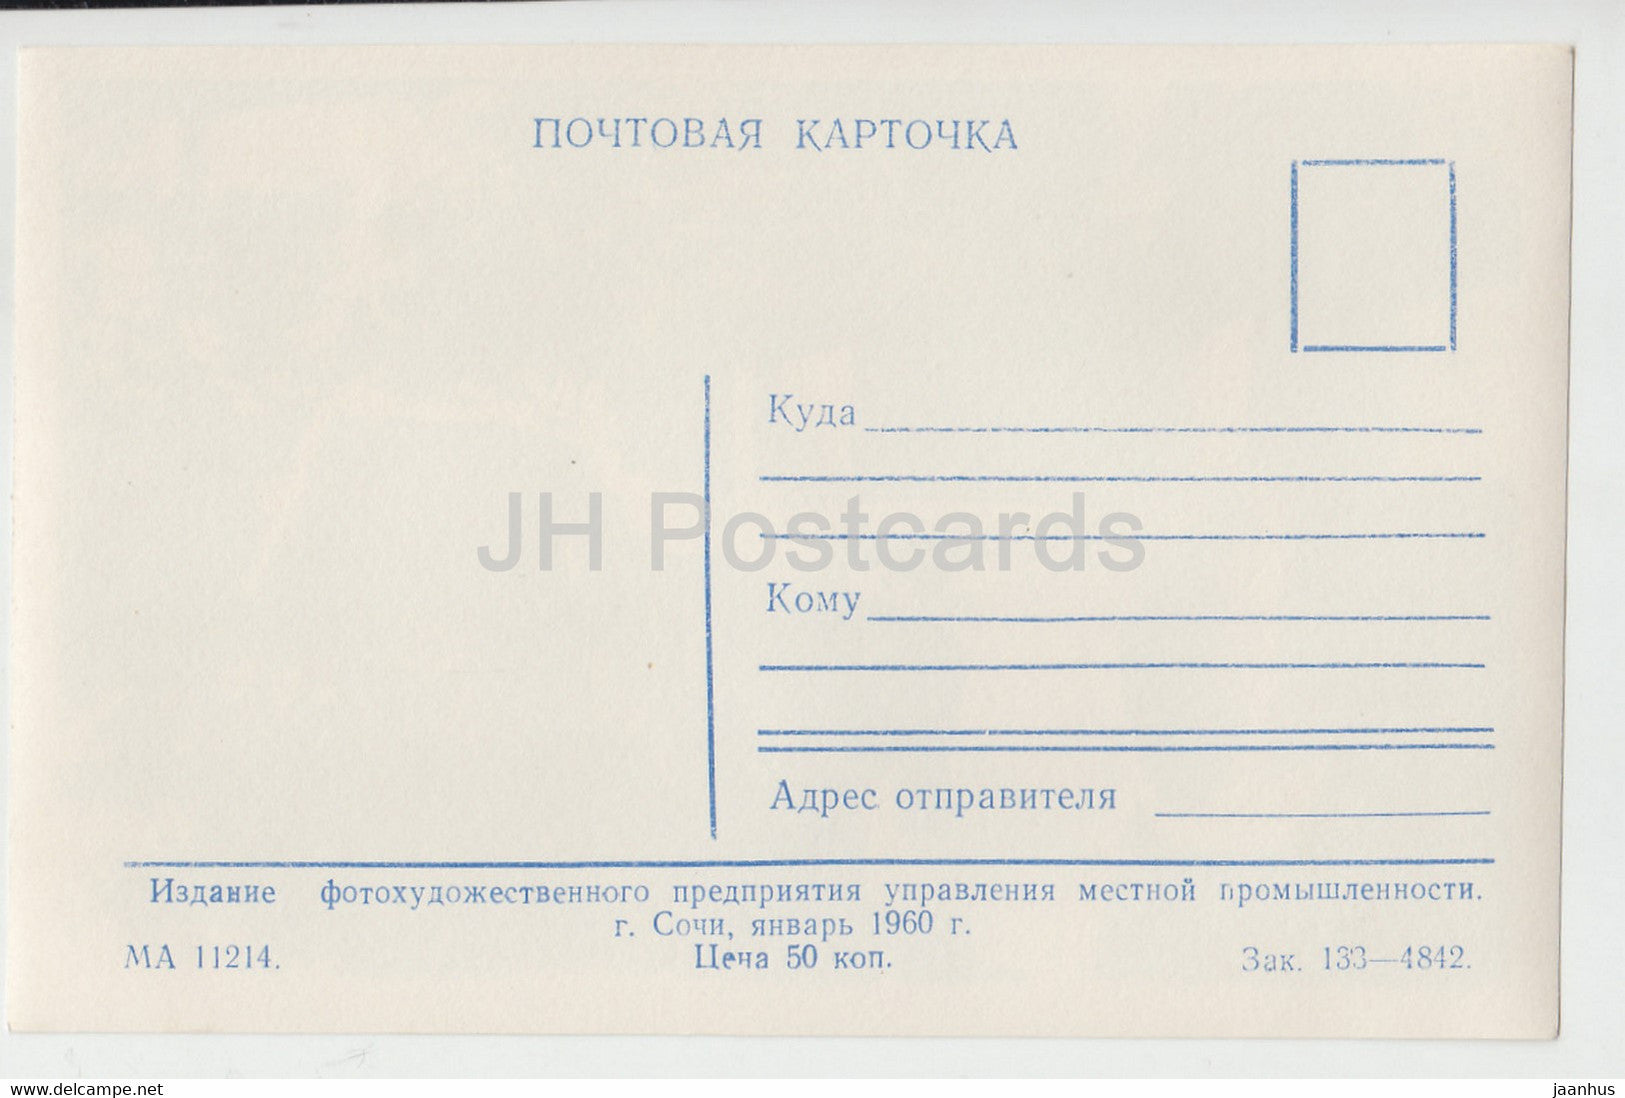 ПОЧТОВАЯ КАРТОЧКА
Куда
JH Postcards
Кому
Адрес отправителя
Издание фотохудожественного предприятия управления местной промышленности.
г. Сочи, январь 1960 г.
МА 11214. Цена 50 коп. Зак. 133—4842.
www.delcampe.net jaanhus